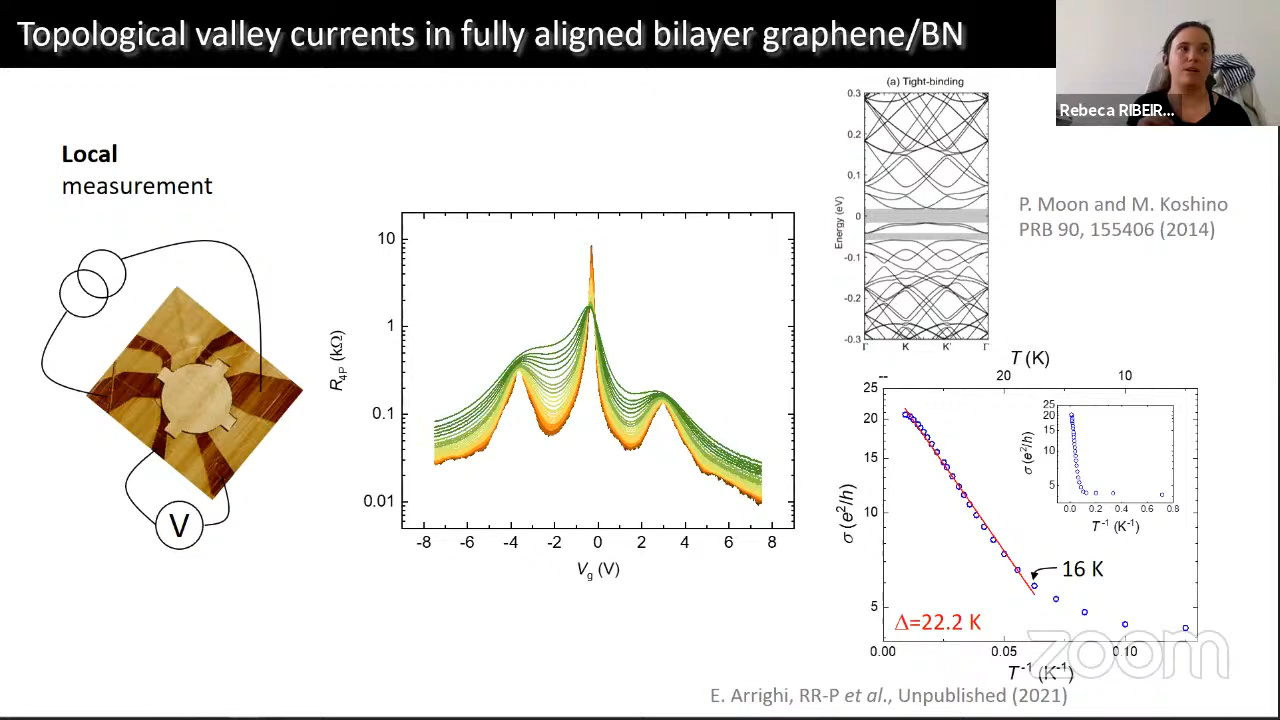 Topological valley currents in fully aligned bilayer graphene/BN
Rebeca RIBEIR...
Local
measurement
V
R4P (kΩ)
10
1
0.1
0.01
-8
-6
-4
-2
0
2
4
6
8
Vg (V)
(a) Tight-binding
Energy (eV)
0.3
0.2
0.1
0
-0.1
-0.2
-0.3
Γ
K
K'
Γ
P. Moon and M. Koshino
PRB 90, 155406 (2014)
T (K)
--
20
10
σ (e²/h)
25
20
15
10
5
0.00
0.05
0.10
T⁻¹ (K⁻¹)
16 K
Δ=22.2 K
σ (e²/h)
25
20
15
10
5
0.0
0.2
0.4
0.6
0.8
T⁻¹ (K⁻¹)
zoom
E. Arrighi, RR-P et al., Unpublished (2021)